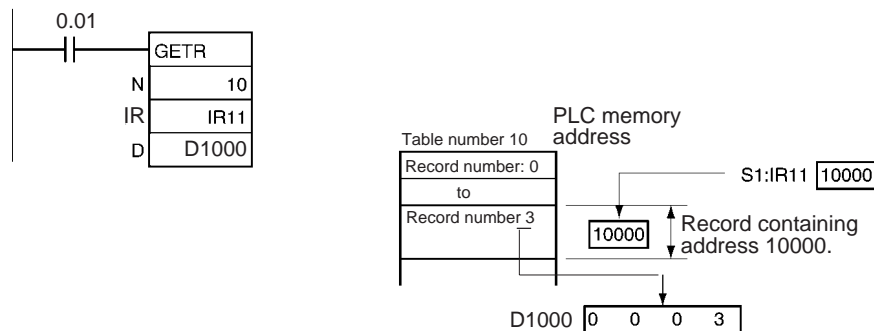 0.01
GETR
N 10
IR IR11
D D1000
PLC memory
address
Table number 10
Record number: 0
to
Record number 3
S1:IR11 10000
10000
Record containing
address 10000.
D1000 0 0 0 3